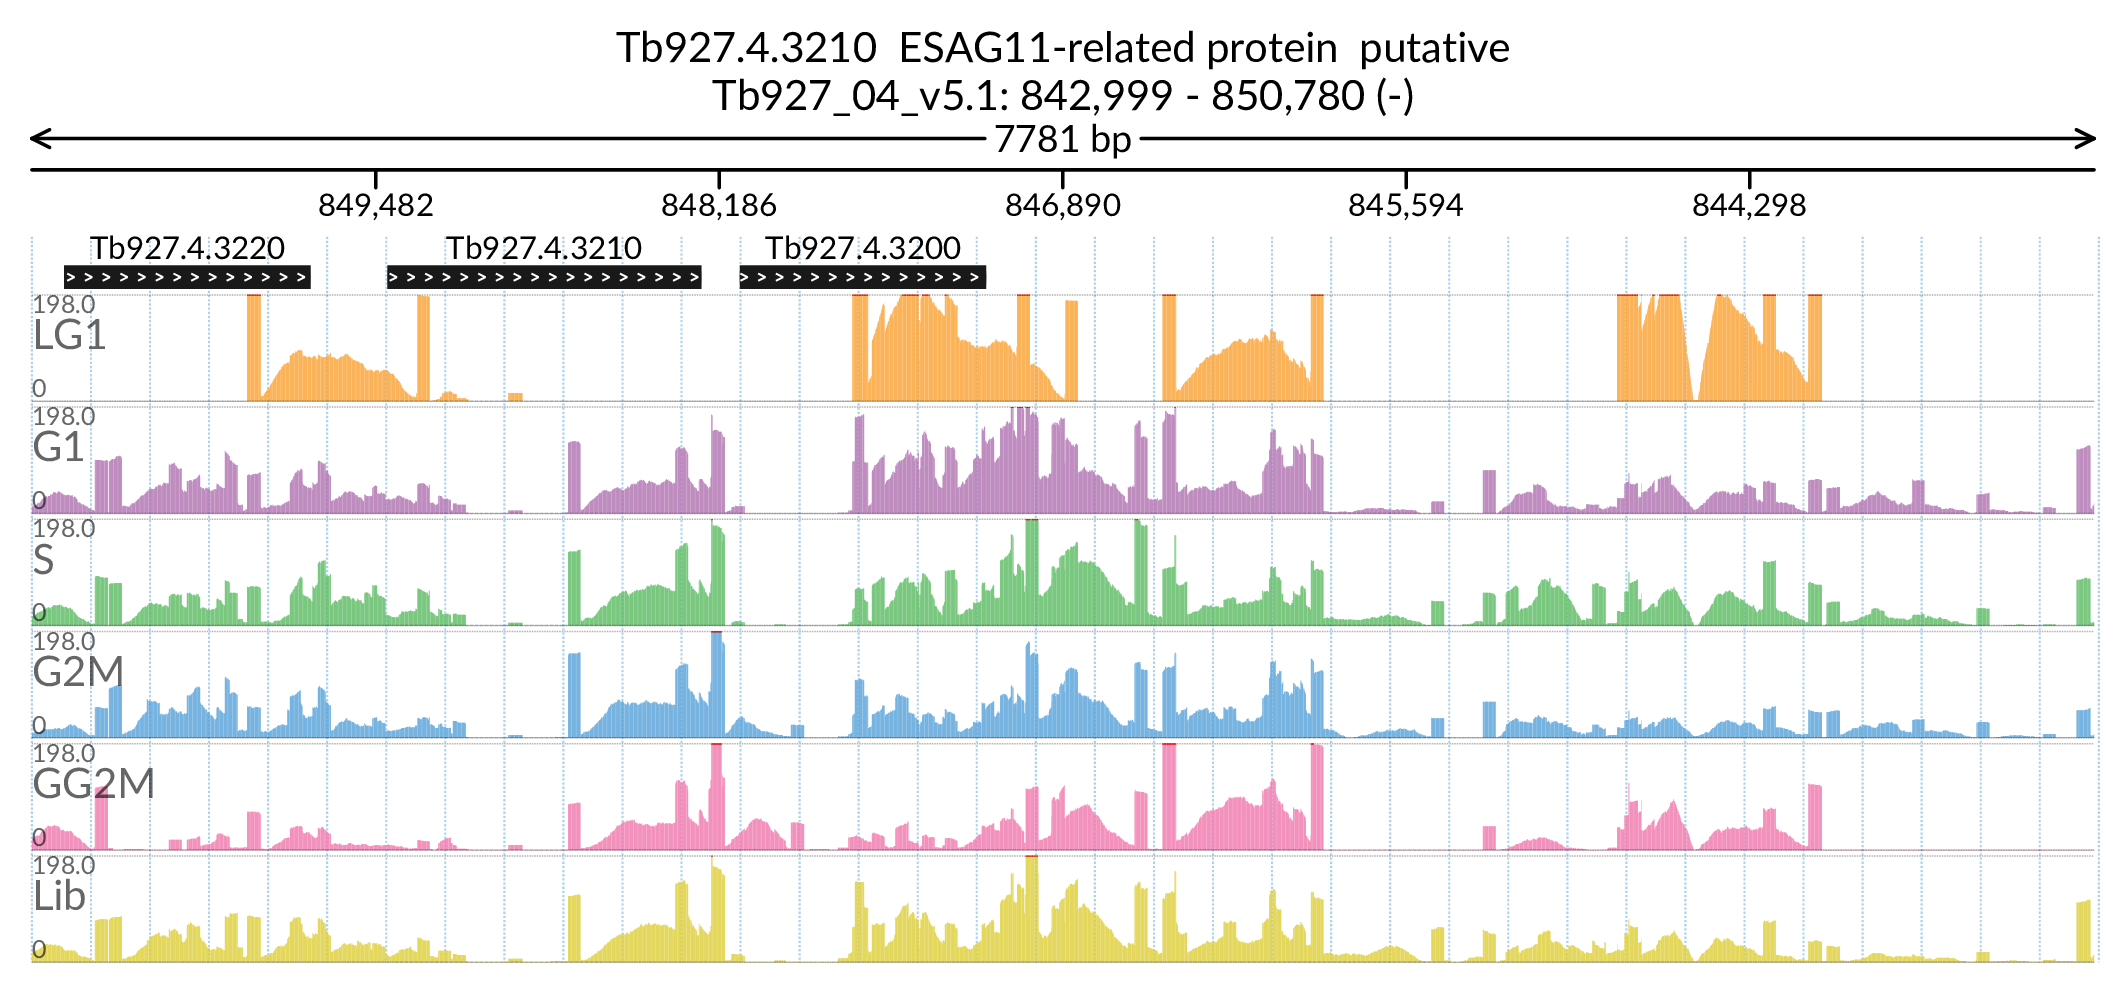 Tb927.4.3210  ESAG11-related protein  putative
Tb927_04_v5.1: 842,999 - 850,780 (-)
7781 bp
849,482 848,186 846,890 845,594 844,298
Tb927.4.3220 Tb927.4.3210 Tb927.4.3200
198.0
LG1
0
198.0
G1
0
198.0
S
0
198.0
G2M
0
198.0
GG2M
0
198.0
Lib
0